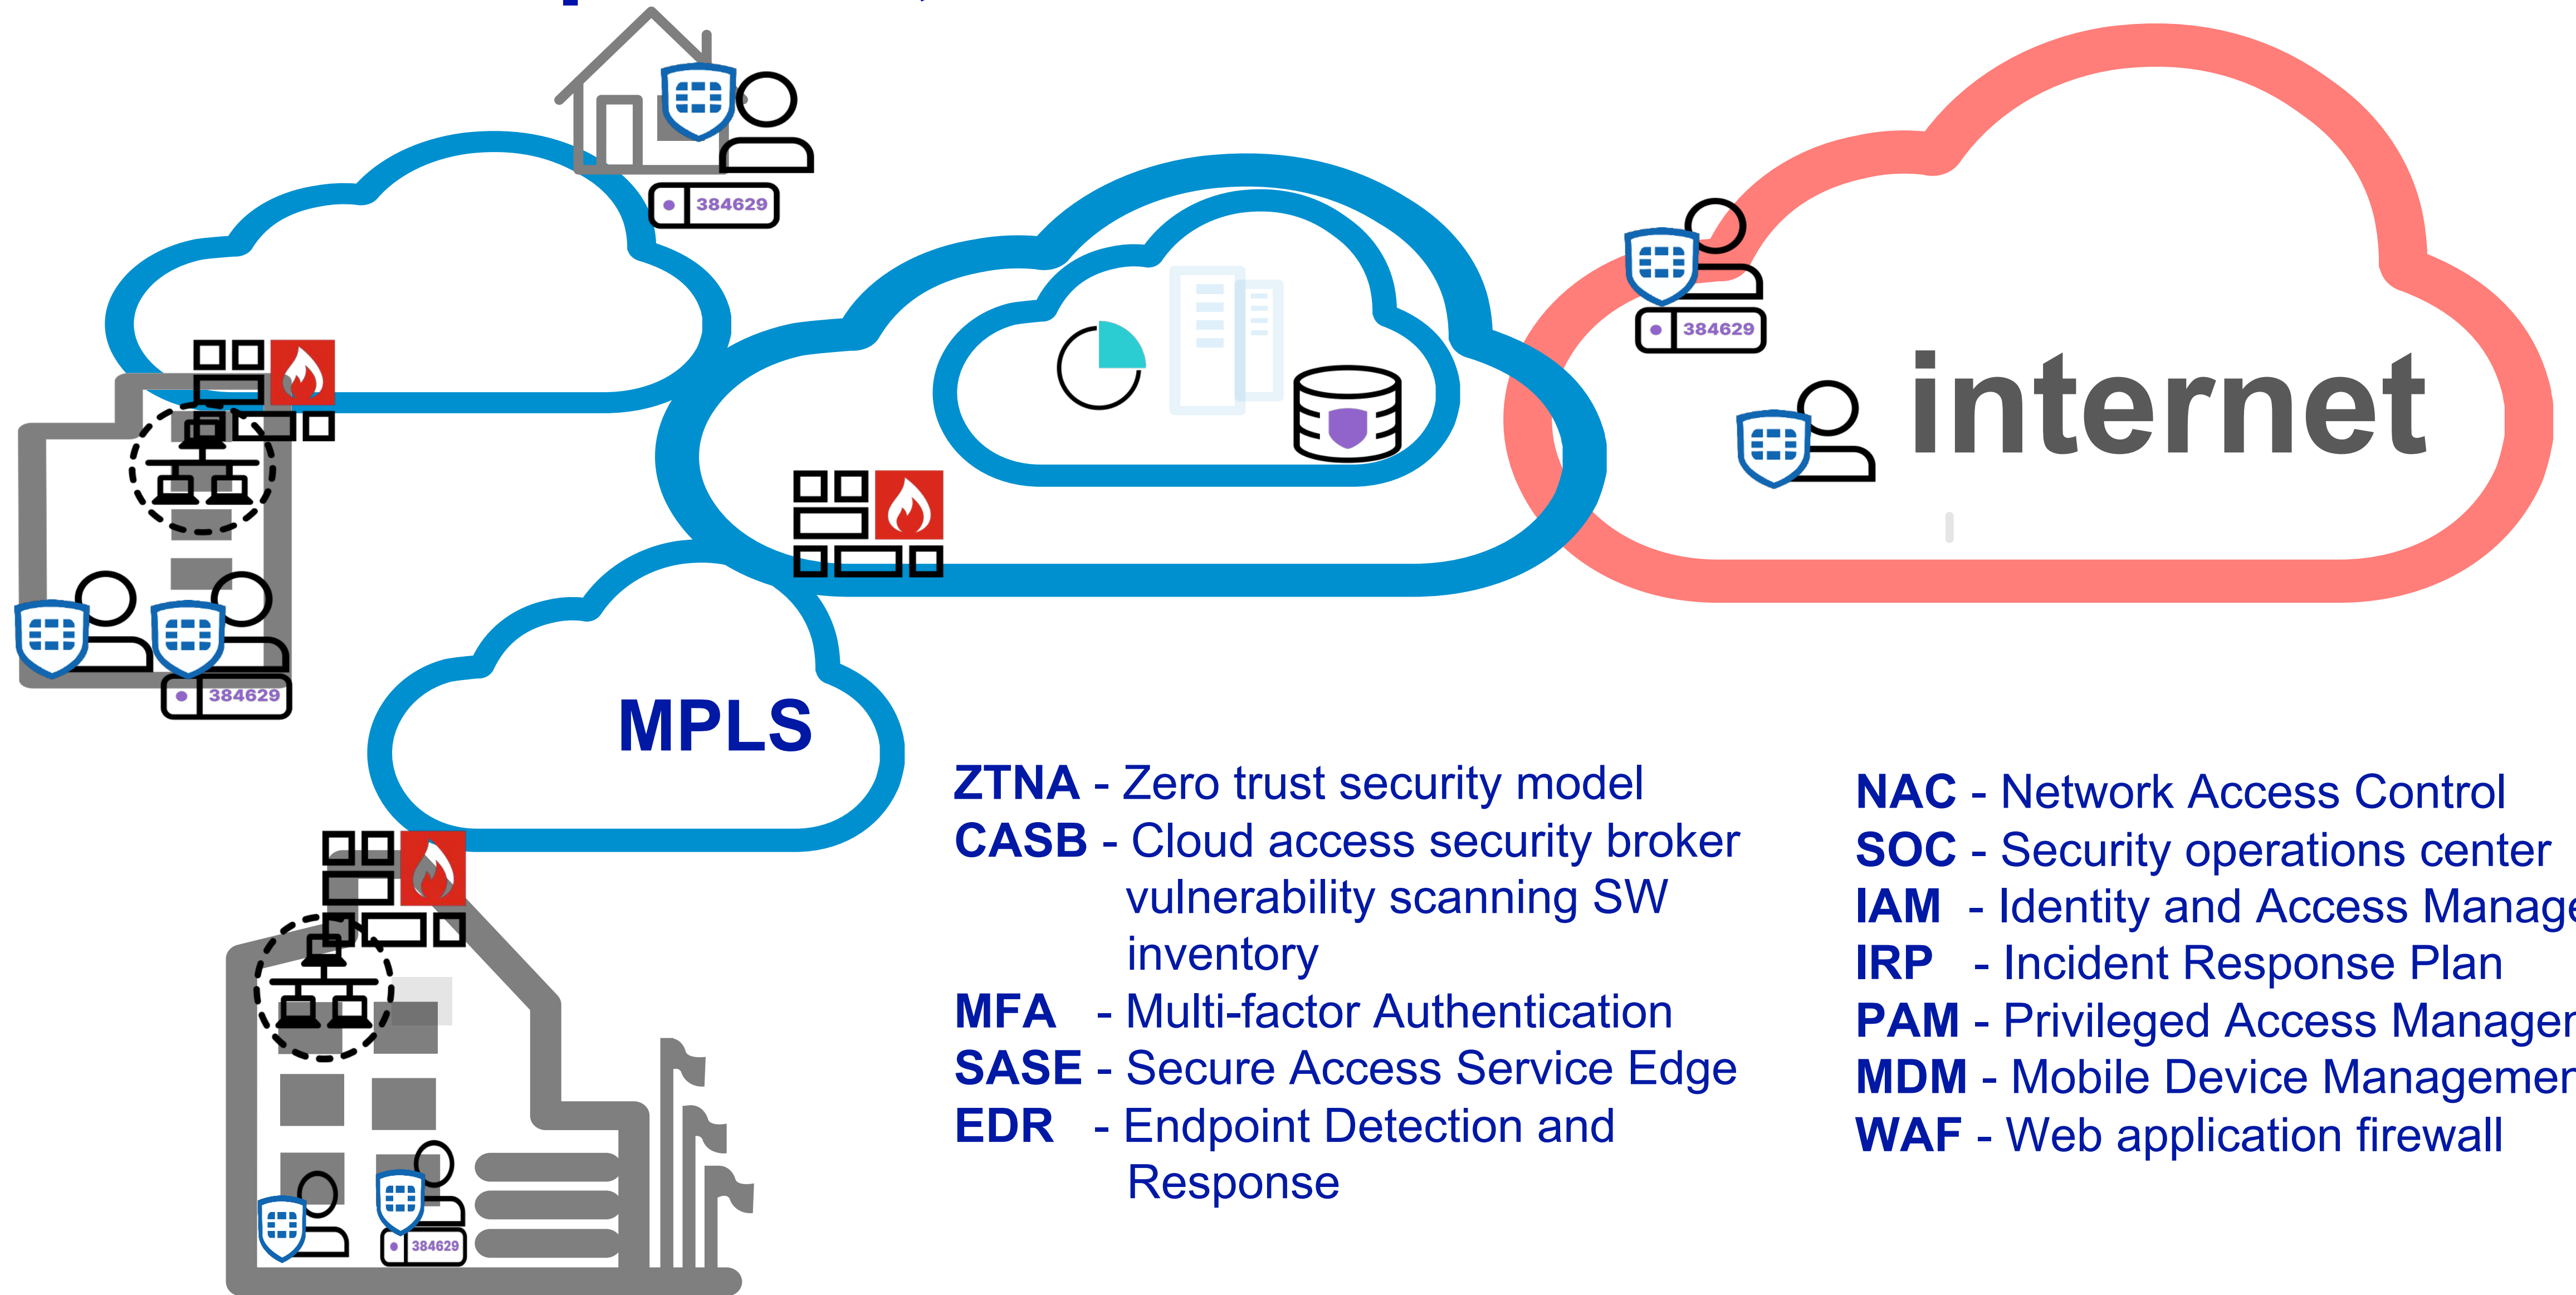 384629
384629
internet
384629
MPLS
ZTNA - Zero trust security model
CASB - Cloud access security broker
vulnerability scanning SW
inventory
MFA - Multi-factor Authentication
SASE - Secure Access Service Edge
EDR - Endpoint Detection and
Response
NAC - Network Access Control
SOC - Security operations center
IAM - Identity and Access Manage
IRP - Incident Response Plan
PAM - Privileged Access Manager
MDM - Mobile Device Managemen
WAF - Web application firewall
384629